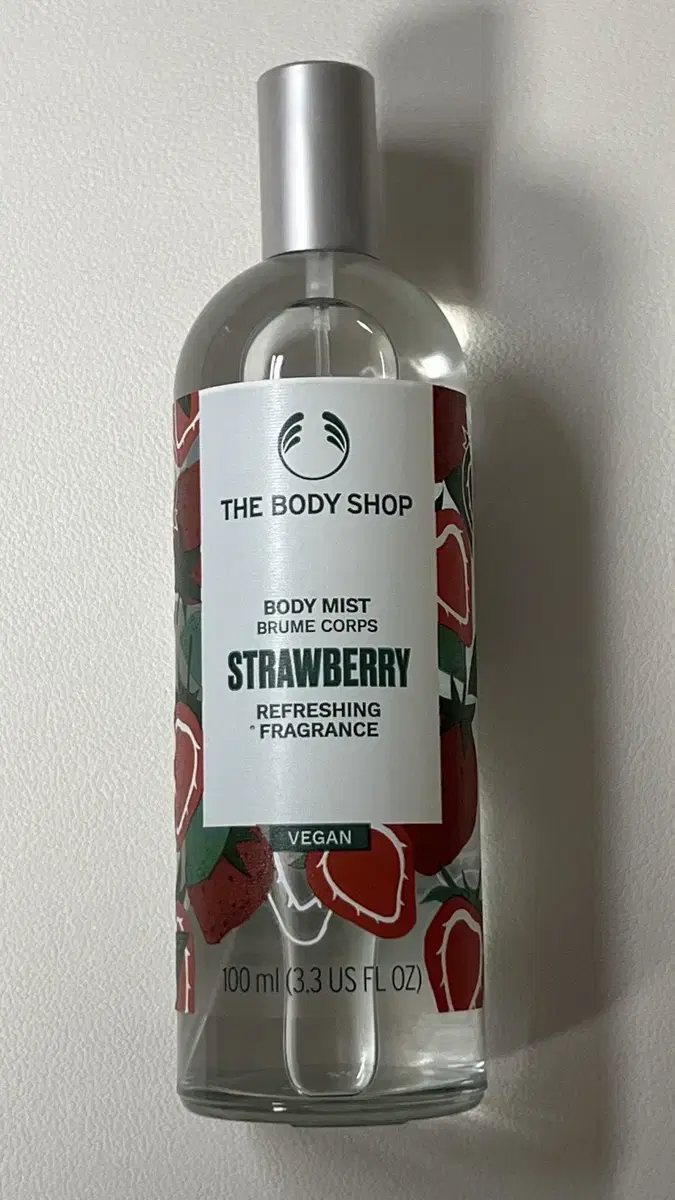 THE BODY SHOP
BODY MIST
BRUME CORPS
STRAWBERRY
REFRESHING
FRAGRANCE
VEGAN
100 ml (3.3 US FL OZ)